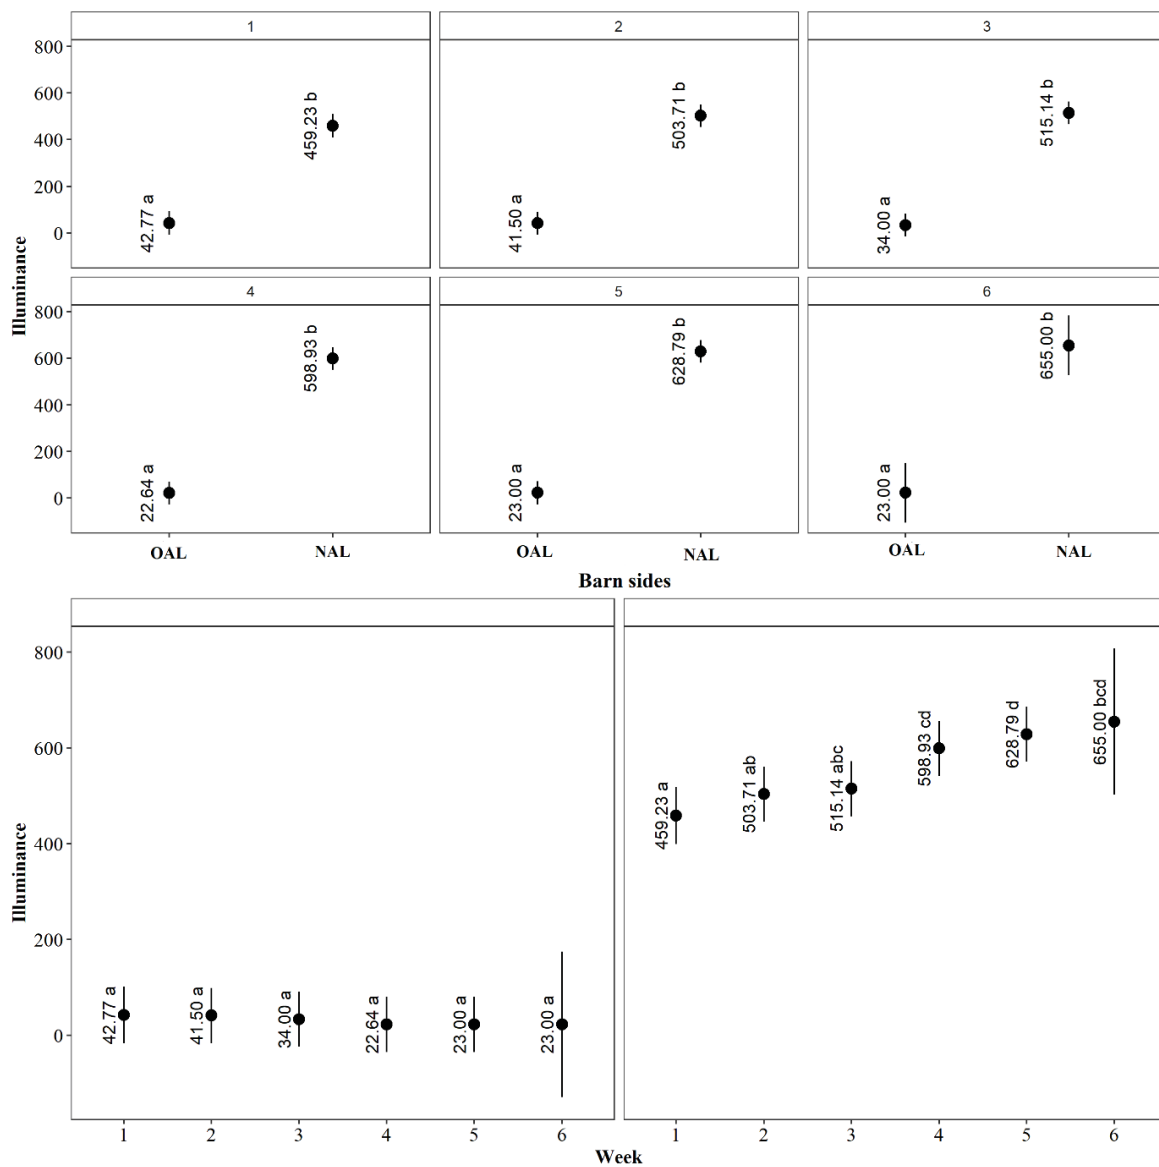 1
2
3
800
600
400
200
0
459.23 b
42.77 a
503.71 b
41.50 a
515.14 b
34.00 a
Illuminance
4
5
6
800
600
400
200
0
598.93 b
22.64 a
628.79 b
23.00 a
655.00 b
23.00 a
OAL
NAL
OAL
NAL
OAL
NAL
Barn sides
800
600
400
200
0
Illuminance
42.77 a
41.50 a
34.00 a
22.64 a
23.00 a
23.00 a
459.23 a
503.71 ab
515.14 abc
598.93 cd
628.79 d
655.00 bcd
1
2
3
4
5
6
1
2
3
4
5
6
Week